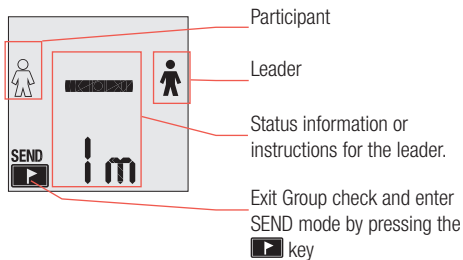 Participant
Leader
Status information or
instructions for the leader.
SEND
1m
Exit Group check and enter
SEND mode by pressing the
key